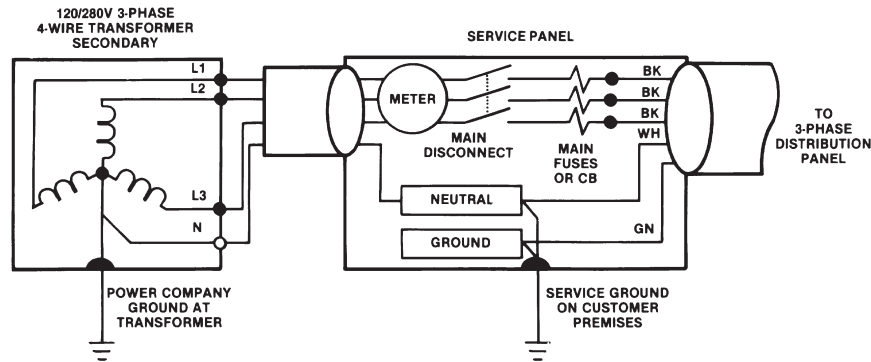 120/280V 3-PHASE
4-WIRE TRANSFORMER
SECONDARY
SERVICE PANEL
L1
L2
L3
N
METER
MAIN
DISCONNECT
MAIN
FUSES
OR CB
BK
BK
BK
WH
GN
NEUTRAL
GROUND
TO
3-PHASE
DISTRIBUTION
PANEL
POWER COMPANY
GROUND AT
TRANSFORMER
SERVICE GROUND
ON CUSTOMER
PREMISES